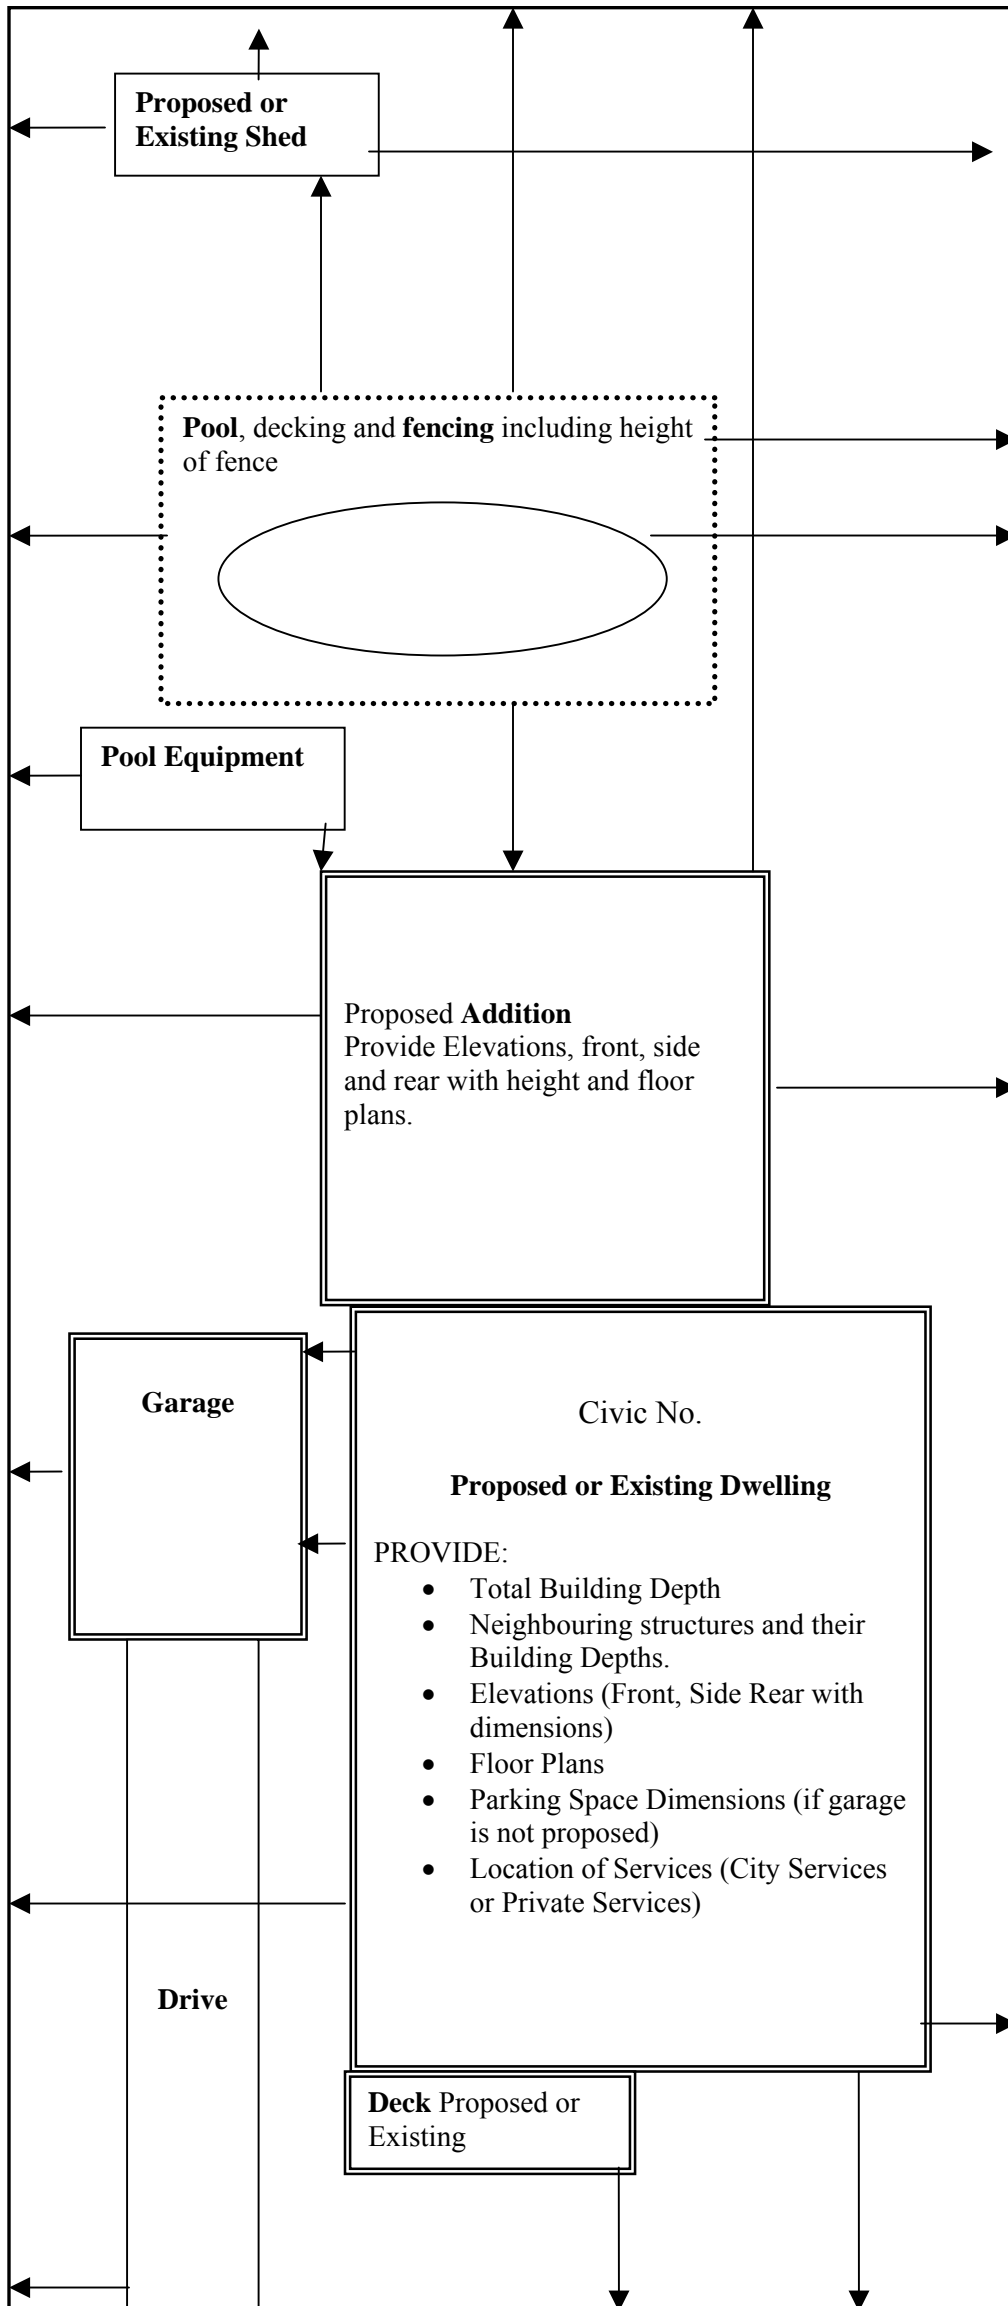 Proposed or
Existing Shed
Pool, decking and fencing including height
of fence
Pool Equipment
Proposed Addition
Provide Elevations, front, side
and rear with height and floor
plans.
Garage
Civic No.
Proposed or Existing Dwelling
PROVIDE:
• Total Building Depth
• Neighbouring structures and their
Building Depths.
• Elevations (Front, Side Rear with
dimensions)
• Floor Plans
• Parking Space Dimensions (if garage
is not proposed)
• Location of Services (City Services
or Private Services)
Drive
Deck Proposed or
Existing